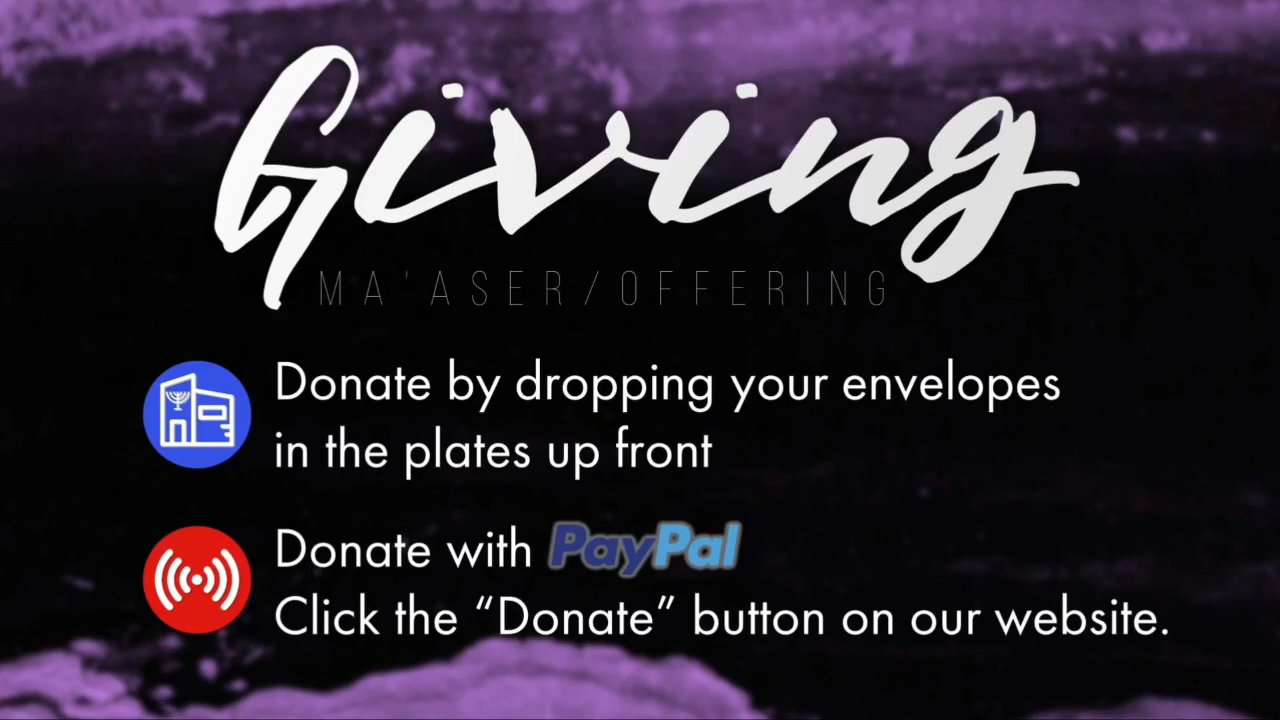 Giving
MA'ASER/OFFERING
Donate by dropping your envelopes
in the plates up front
Donate with PayPal
Click the “Donate” button on our website.